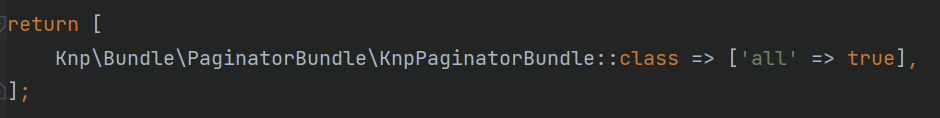 return [
    Knp\Bundle\PaginatorBundle\KnpPaginatorBundle::class => ['all' => true],
];